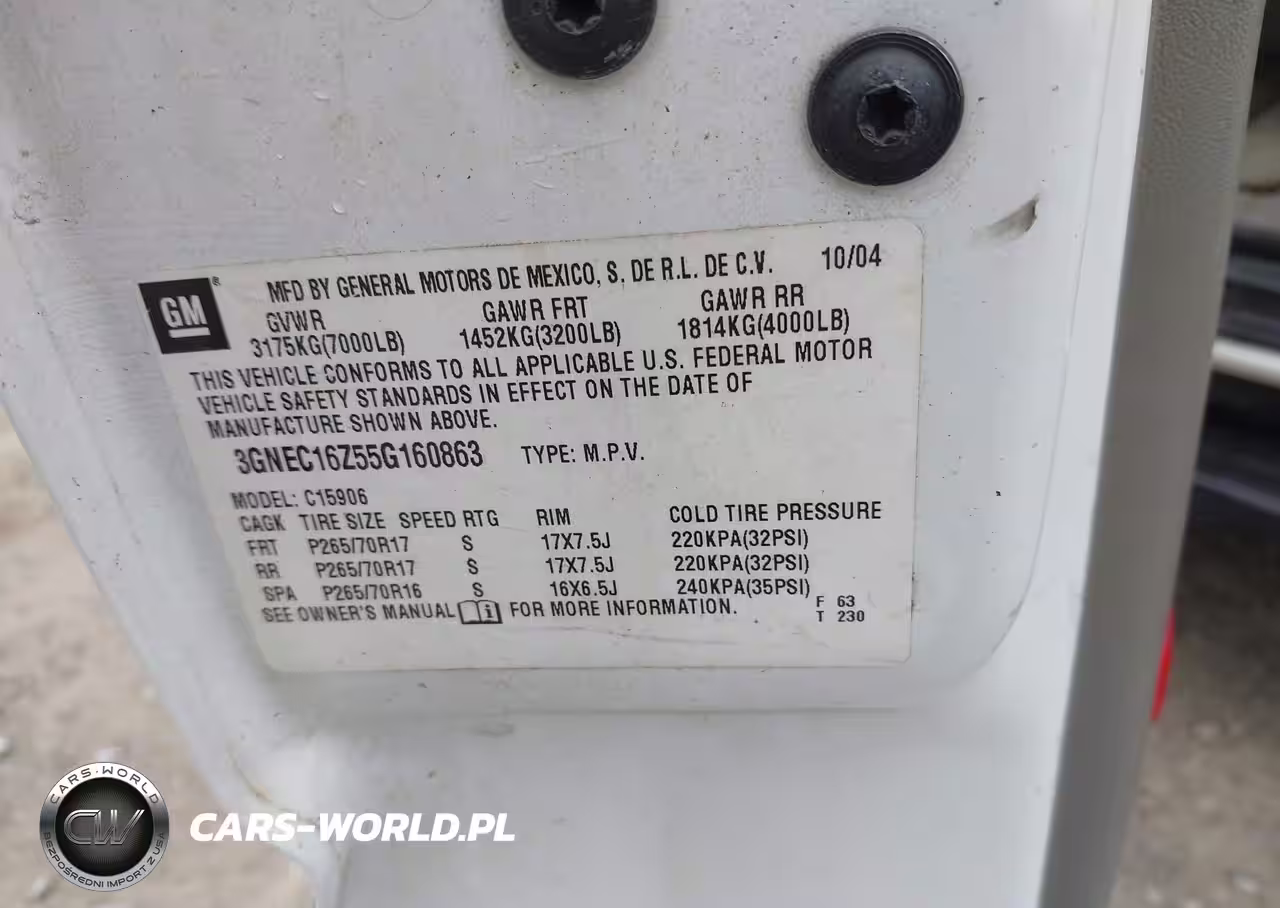 GM
MFD BY GENERAL MOTORS DE MEXICO, S. DE R.L. DE C.V. 10/04
GVWR GAWR FRT GAWR RR
3175KG(7000LB) 1452KG(3200LB) 1814KG(4000LB)
THIS VEHICLE CONFORMS TO ALL APPLICABLE U.S. FEDERAL MOTOR
VEHICLE SAFETY STANDARDS IN EFFECT ON THE DATE OF
MANUFACTURE SHOWN ABOVE.
3GNEC16Z55G160863 TYPE: M.P.V.
MODEL: C15906
CAGK TIRE SIZE SPEED RTG RIM COLD TIRE PRESSURE
FRT P265/70R17 S 17X7.5J 220KPA(32PSI)
RR P265/70R17 S 17X7.5J 220KPA(32PSI)
SPA P265/70R16 S 16X6.5J 240KPA(35PSI)
SEE OWNER'S MANUAL i FOR MORE INFORMATION.
F 63
T 230
CARS-WORLD
CW
BEZPOŚREDNI IMPORT Z USA
CARS-WORLD.PL